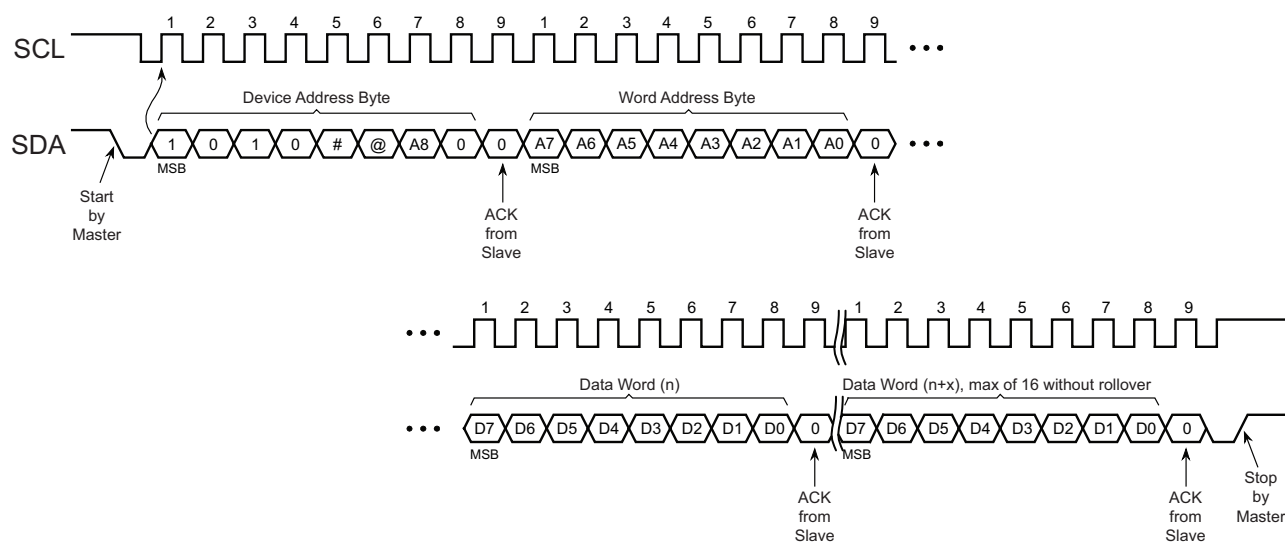 1 2 3 4 5 6 7 8 9 1 2 3 4 5 6 7 8 9
SCL
Device Address Byte Word Address Byte
SDA 1 0 1 0 # @ A8 0 0 A7 A6 A5 A4 A3 A2 A1 A0 0
MSB MSB
Start
by
Master
ACK
from
Slave
ACK
from
Slave
1 2 3 4 5 6 7 8 9 1 2 3 4 5 6 7 8 9
Data Word (n) Data Word (n+x), max of 16 without rollover
D7 D6 D5 D4 D3 D2 D1 D0 0 D7 D6 D5 D4 D3 D2 D1 D0 0
MSB MSB
ACK
from
Slave
ACK
from
Slave
Stop
by
Master